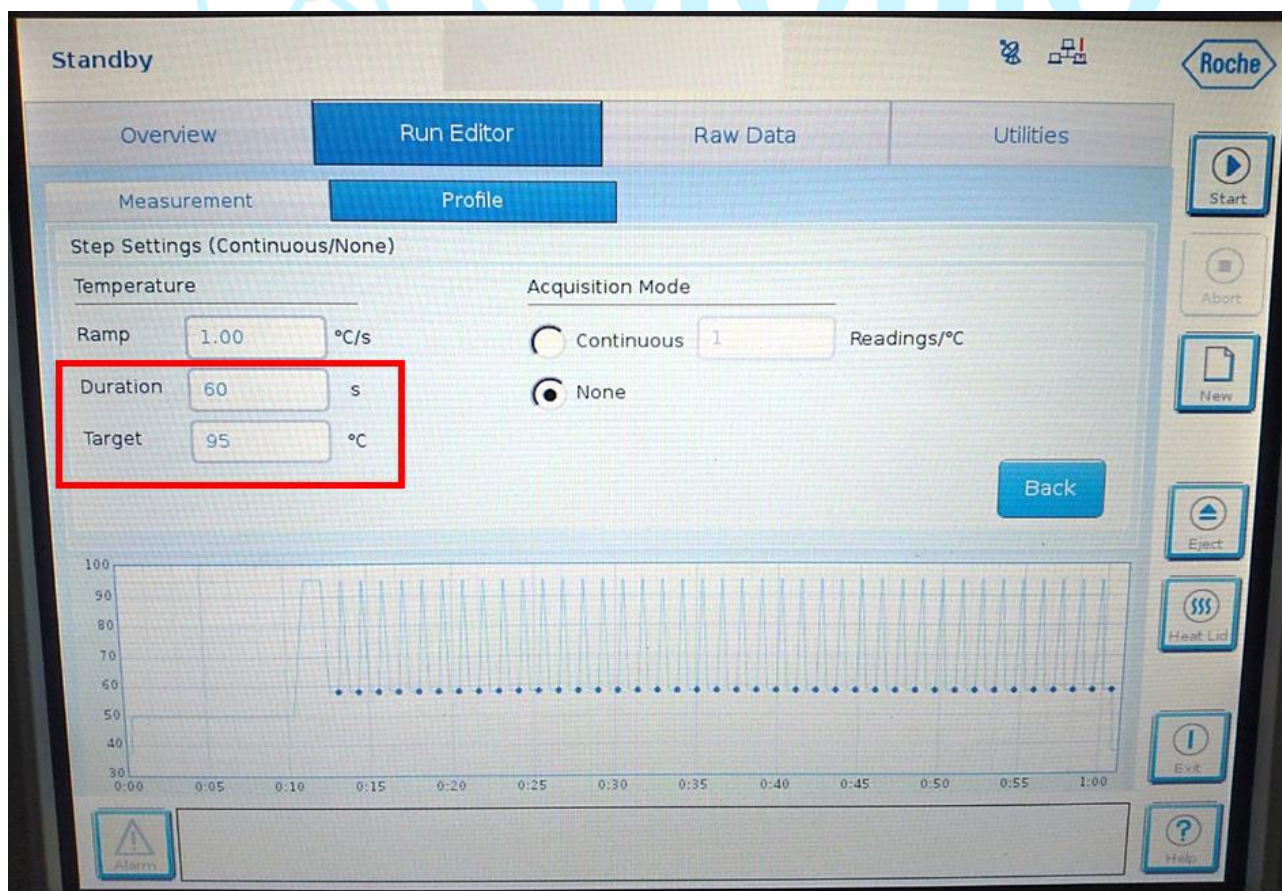 Standby
Roche
Overview Run Editor Raw Data Utilities
Start
Measurement Profile
Step Settings (Continuous/None)
Temperature Acquisition Mode
Abort
Ramp 1.00 °C/s Continuous 1 Readings/°C
Duration 60 s None
New
Target 95 °C
Back
Eject
100
90
80
70
60
50
40
30
Heat Lid
0:00 0:05 0:10 0:15 0:20 0:25 0:30 0:35 0:40 0:45 0:50 0:55 1:00
Exit
Alarm
Help